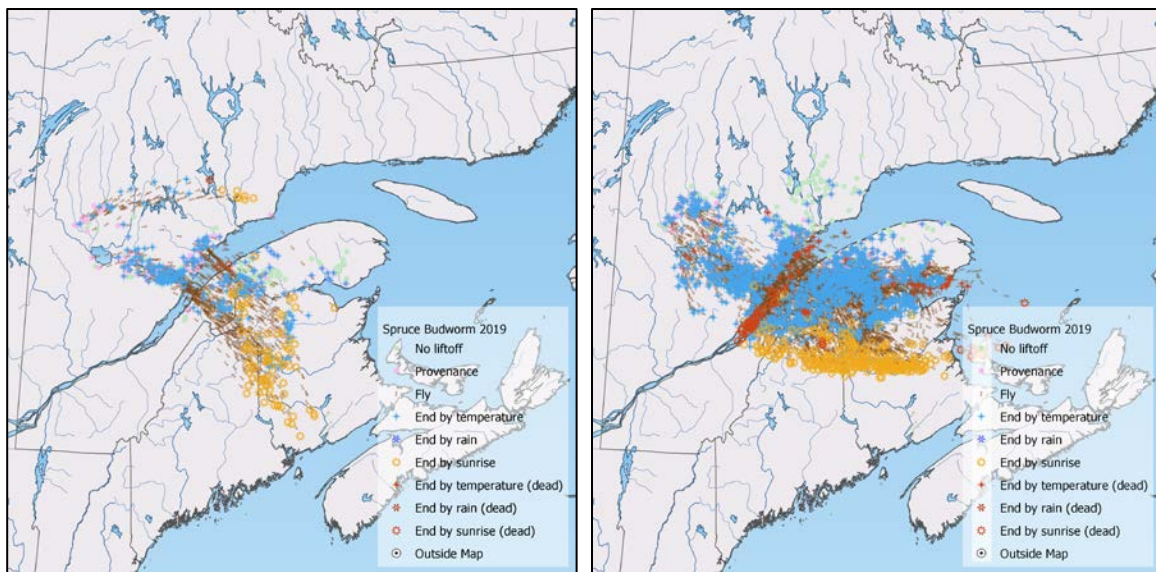 Spruce Budworm 2019
No liftoff
Provenance
Fly
End by temperature
End by rain
End by sunrise
End by temperature (dead)
End by rain (dead)
End by sunrise (dead)
Outside Map
Spruce Budworm 2019
No liftoff
Provenance
Fly
End by temperature
End by rain
End by sunrise
End by temperature (dead)
End by rain (dead)
End by sunrise (dead)
Outside Map